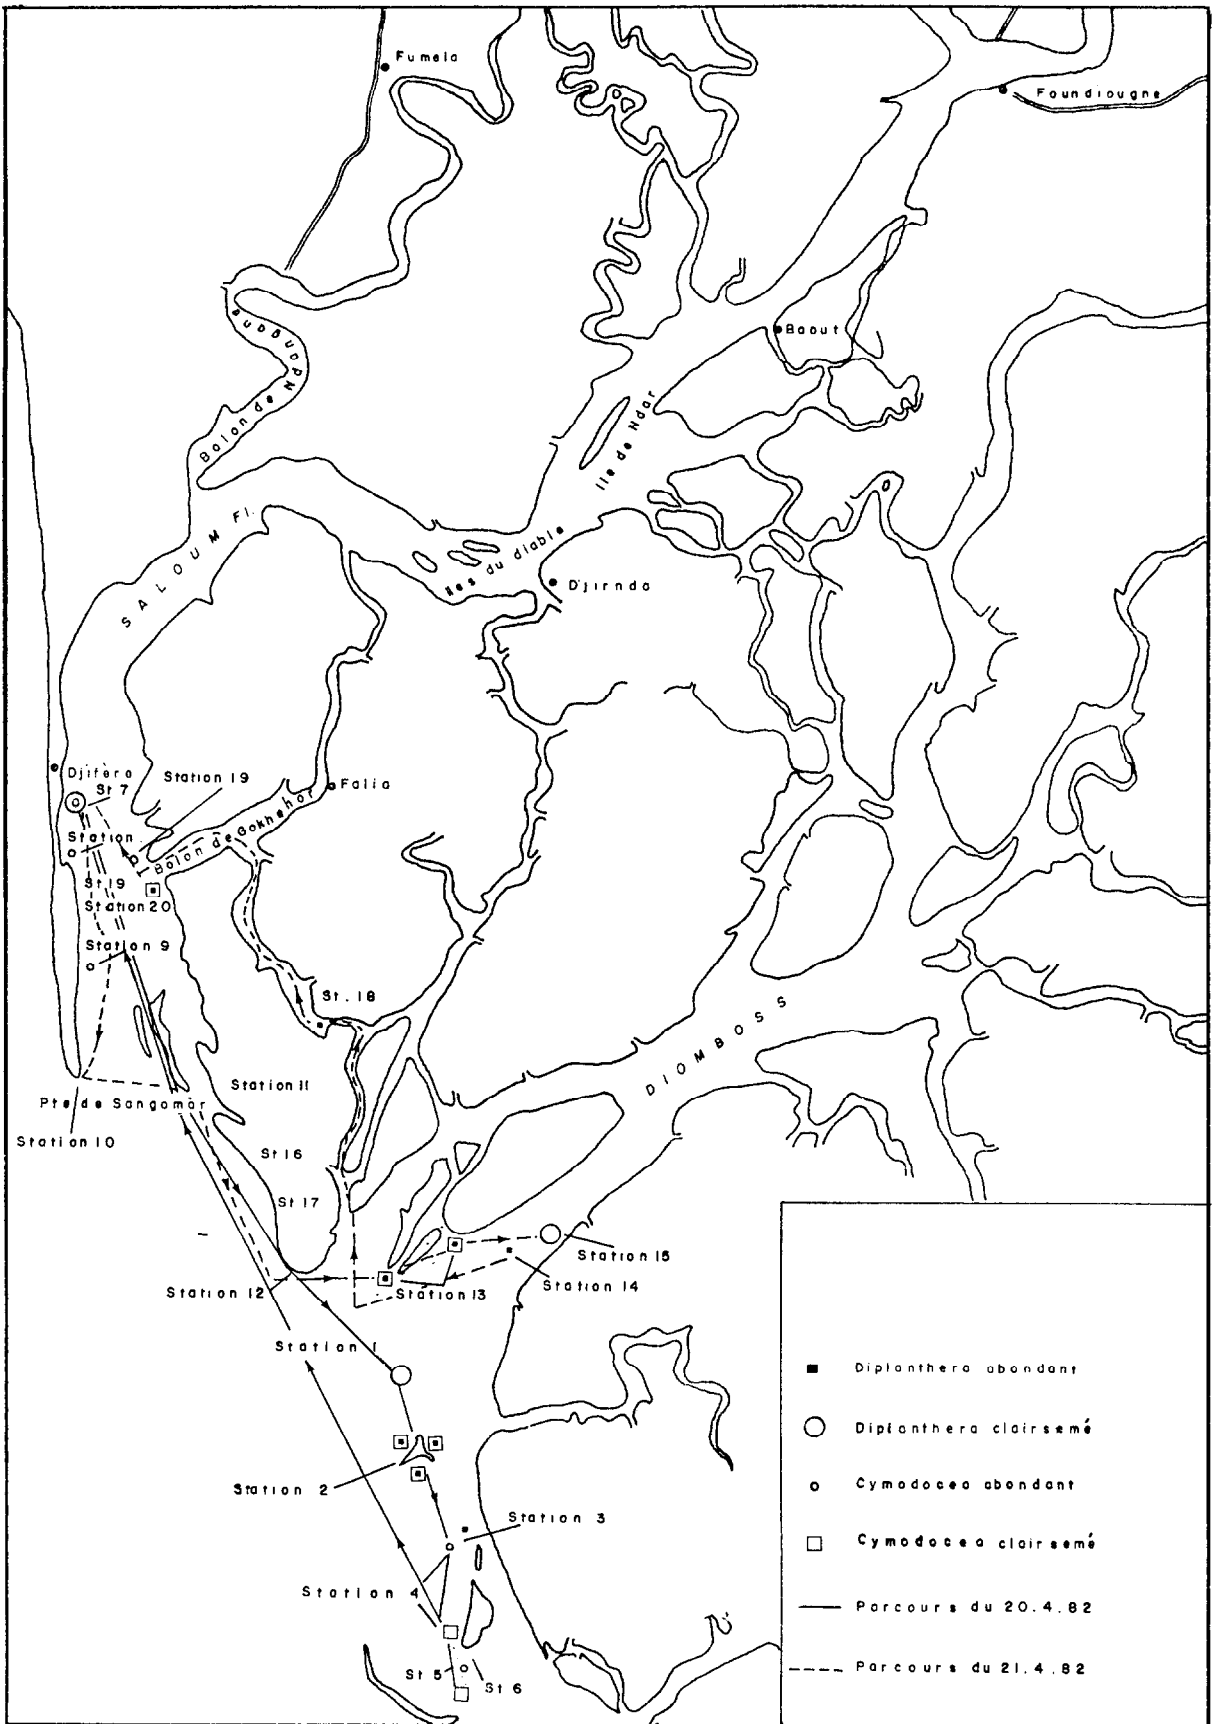 Fumela
Foundiougne
Baout
Bolon de Ndangane
Ile de Ndar
SALOUM Fl.
Iles du diable
Djirnda
Djiféra
St 7
Station 19
Falia
Station
Bolon de Gokhehor
St 19
Station 20
Station 9
St. 18
DIOMBOSS
Station 11
Pte de Sangomar
Station 10
St 16
St 17
Station 15
Station 14
Station 12
Station 13
Station 1
Station 2
Station 3
Station 4
St 5
St 6
Diplanthera abondant
Diplanthera clairsemé
Cymodocea abondant
Cymodocea clairsemé
Parcours du 20.4.82
Parcours du 21.4.82